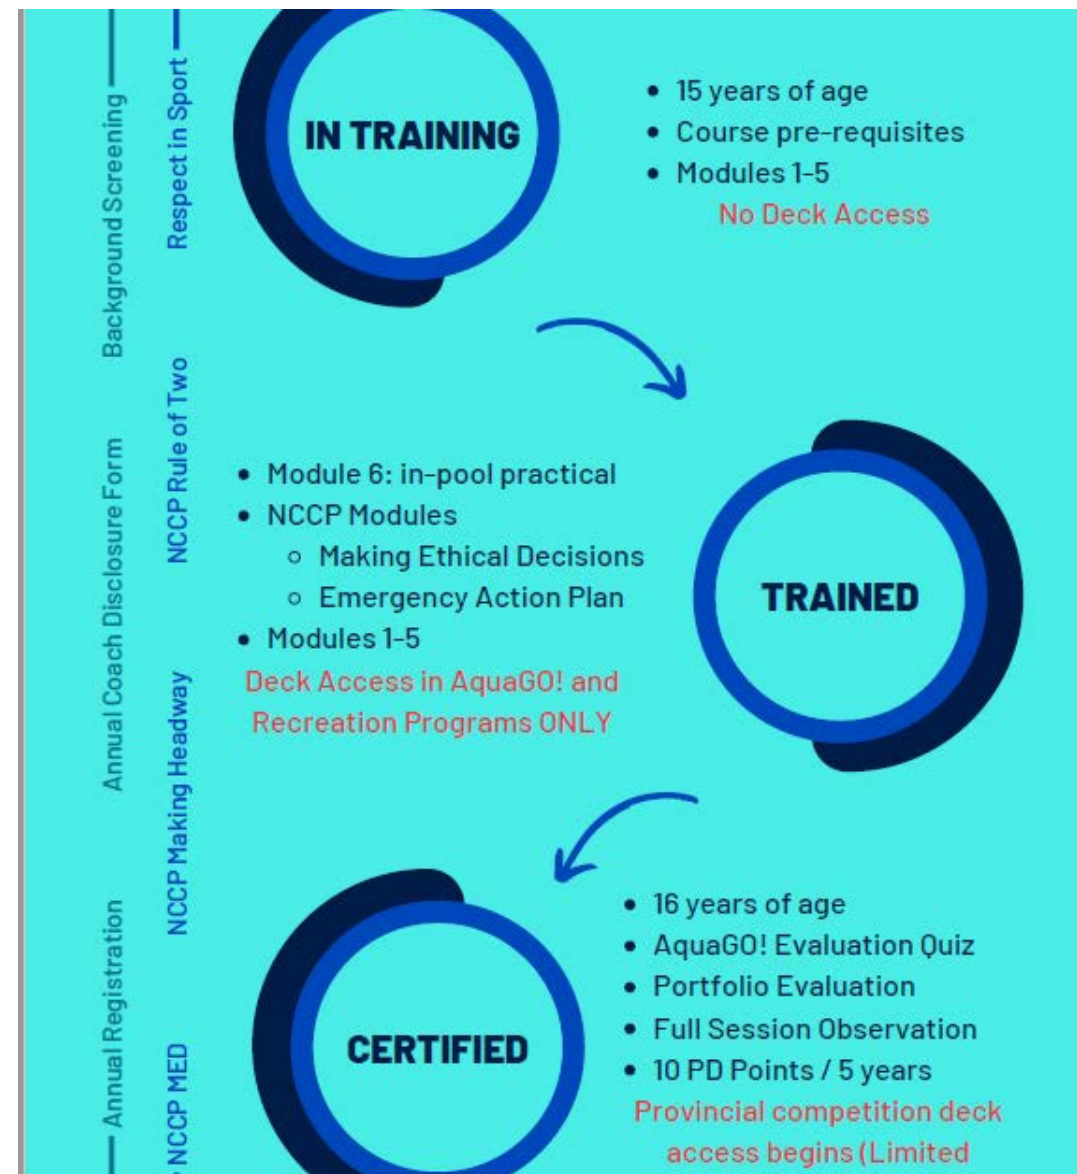 Background Screening
Annual Coach Disclosure Form
Annual Registration
Respect in Sport
NCCP Rule of Two
NCCP Making Headway
NCCP MED
IN TRAINING
• 15 years of age
• Course pre-requisites
• Modules 1-5
No Deck Access
• Module 6: in-pool practical
• NCCP Modules
○ Making Ethical Decisions
○ Emergency Action Plan
• Modules 1-5
Deck Access in AquaGO! and
Recreation Programs ONLY
TRAINED
CERTIFIED
• 16 years of age
• AquaGO! Evaluation Quiz
• Portfolio Evaluation
• Full Session Observation
• 10 PD Points / 5 years
Provincial competition deck
access begins (Limited